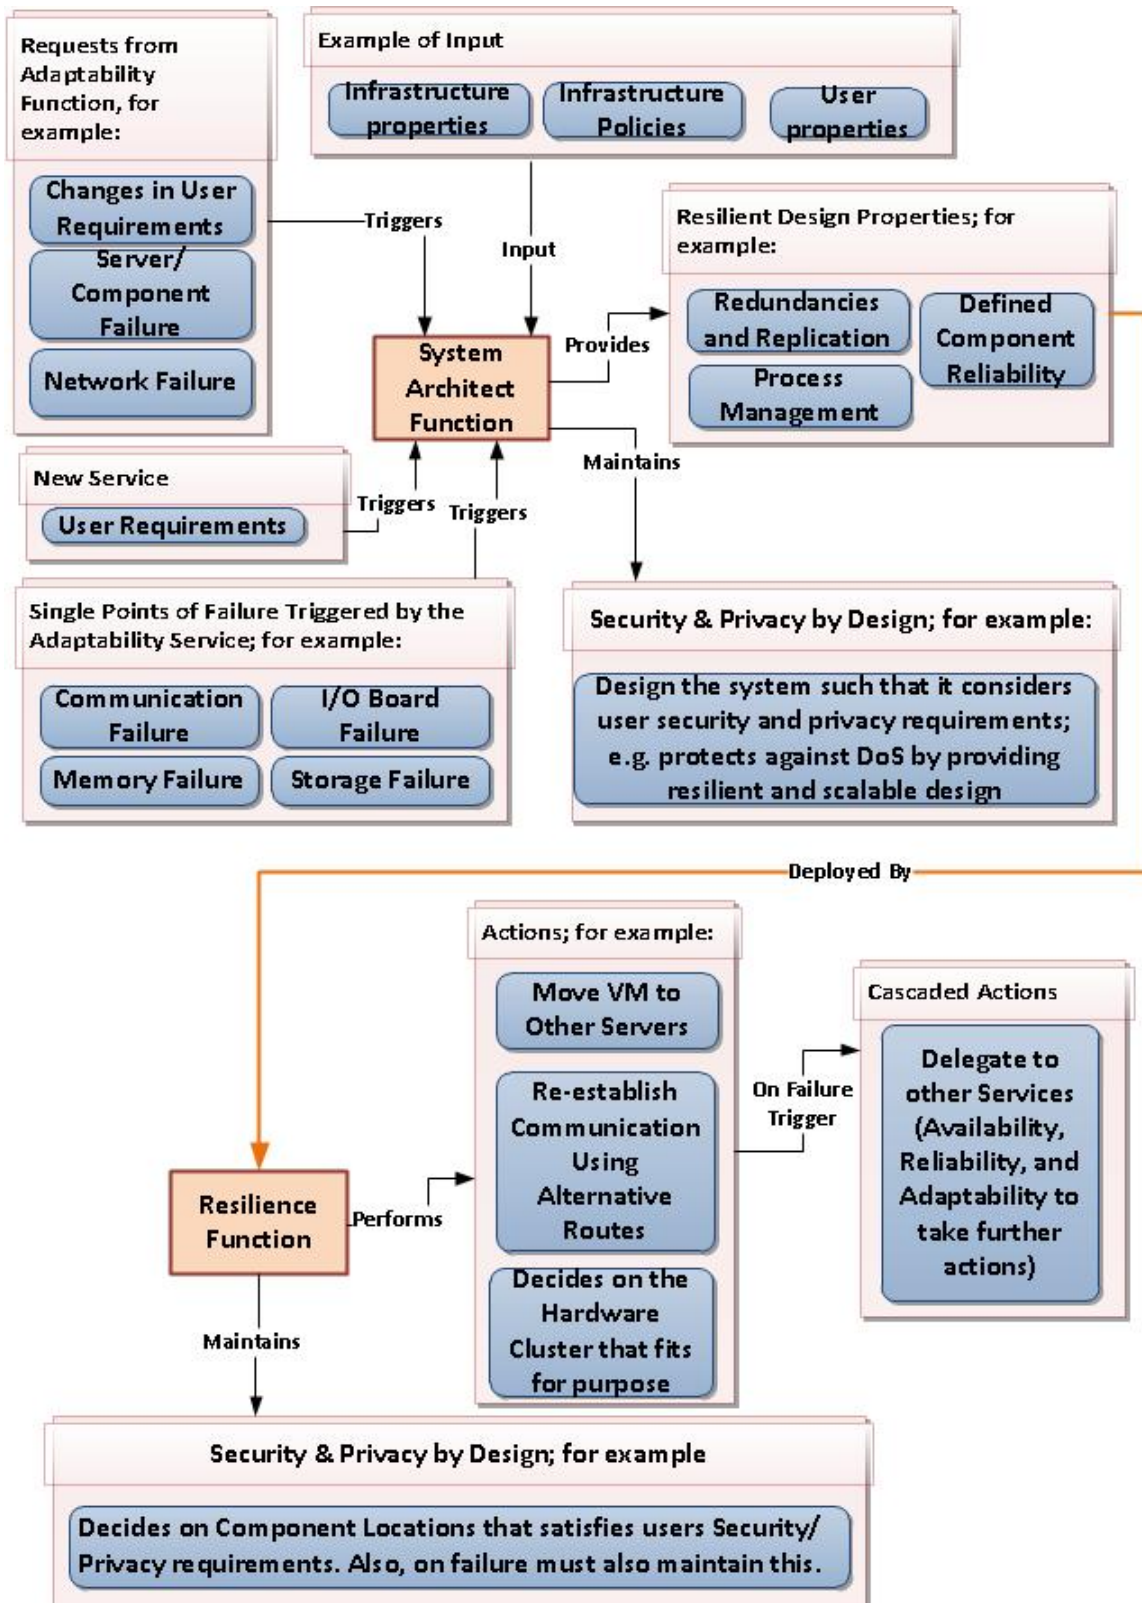 Requests from
Adaptability
Function, for
example:
Changes in User
Requirements
Server/
Component
Failure
Network Failure
Example of Input
Infrastructure
properties
Infrastructure
Policies
User
properties
Triggers
Input
System
Architect
Function
Provides
Resilient Design Properties; for
example:
Redundancies
and Replication
Defined
Component
Reliability
Process
Management
Maintains
New Service
User Requirements
Triggers
Triggers
Single Points of Failure Triggered by the
Adaptability Service; for example:
Communication
Failure
I/O Board
Failure
Memory Failure
Storage Failure
Security & Privacy by Design; for example:
Design the system such that it considers
user security and privacy requirements;
e.g. protects against DoS by providing
resilient and scalable design
Deployed By
Actions; for example:
Move VM to
Other Servers
Re-establish
Communication
Using
Alternative
Routes
Decides on the
Hardware
Cluster that fits
for purpose
On Failure
Trigger
Cascaded Actions
Delegate to
other Services
(Availability,
Reliability, and
Adaptability to
take further
actions)
Resilience
Function
Performs
Maintains
Security & Privacy by Design; for example
Decides on Component Locations that satisfies users Security/
Privacy requirements. Also, on failure must also maintain this.